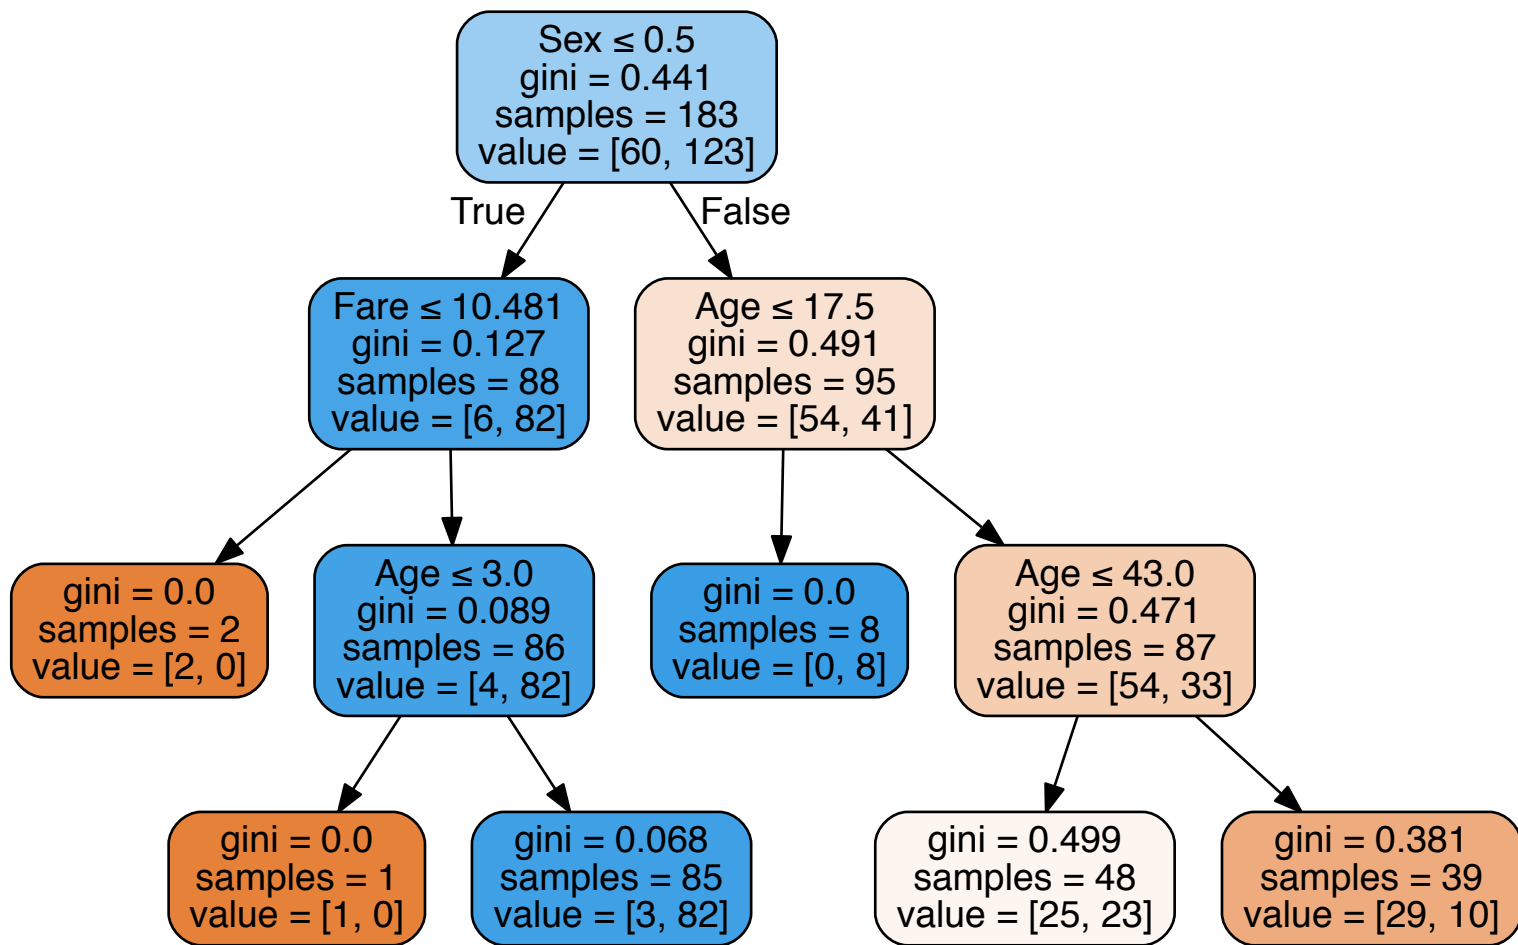 Sex ≤ 0.5
gini = 0.441
samples = 183
value = [60, 123]
True
False
Fare ≤ 10.481
gini = 0.127
samples = 88
value = [6, 82]
Age ≤ 17.5
gini = 0.491
samples = 95
value = [54, 41]
gini = 0.0
samples = 2
value = [2, 0]
Age ≤ 3.0
gini = 0.089
samples = 86
value = [4, 82]
gini = 0.0
samples = 8
value = [0, 8]
Age ≤ 43.0
gini = 0.471
samples = 87
value = [54, 33]
gini = 0.0
samples = 1
value = [1, 0]
gini = 0.068
samples = 85
value = [3, 82]
gini = 0.499
samples = 48
value = [25, 23]
gini = 0.381
samples = 39
value = [29, 10]